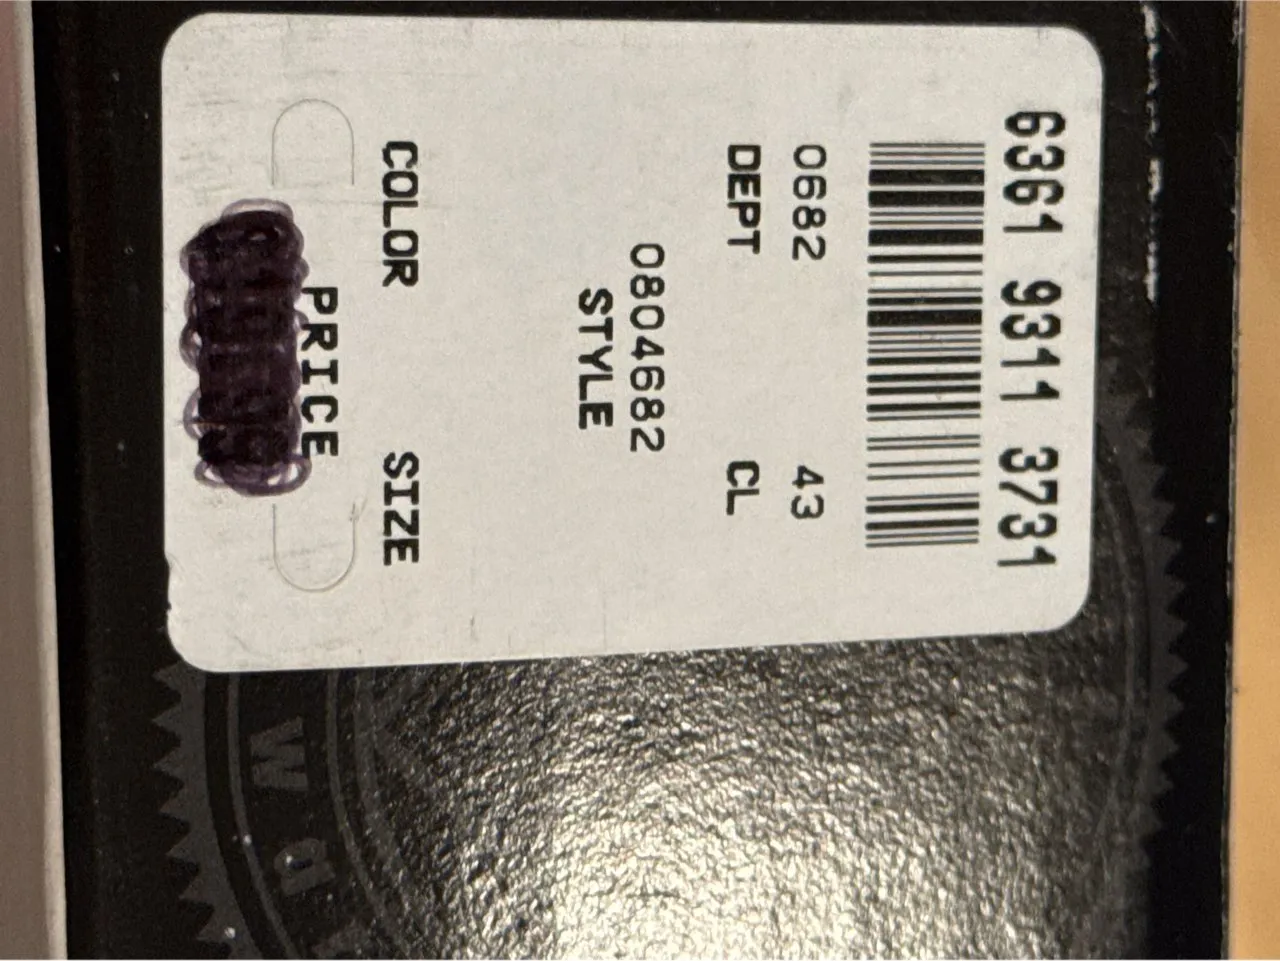 6361 9311 3731
0682 43
DEPT CL
0804682
STYLE
COLOR SIZE
PRICE